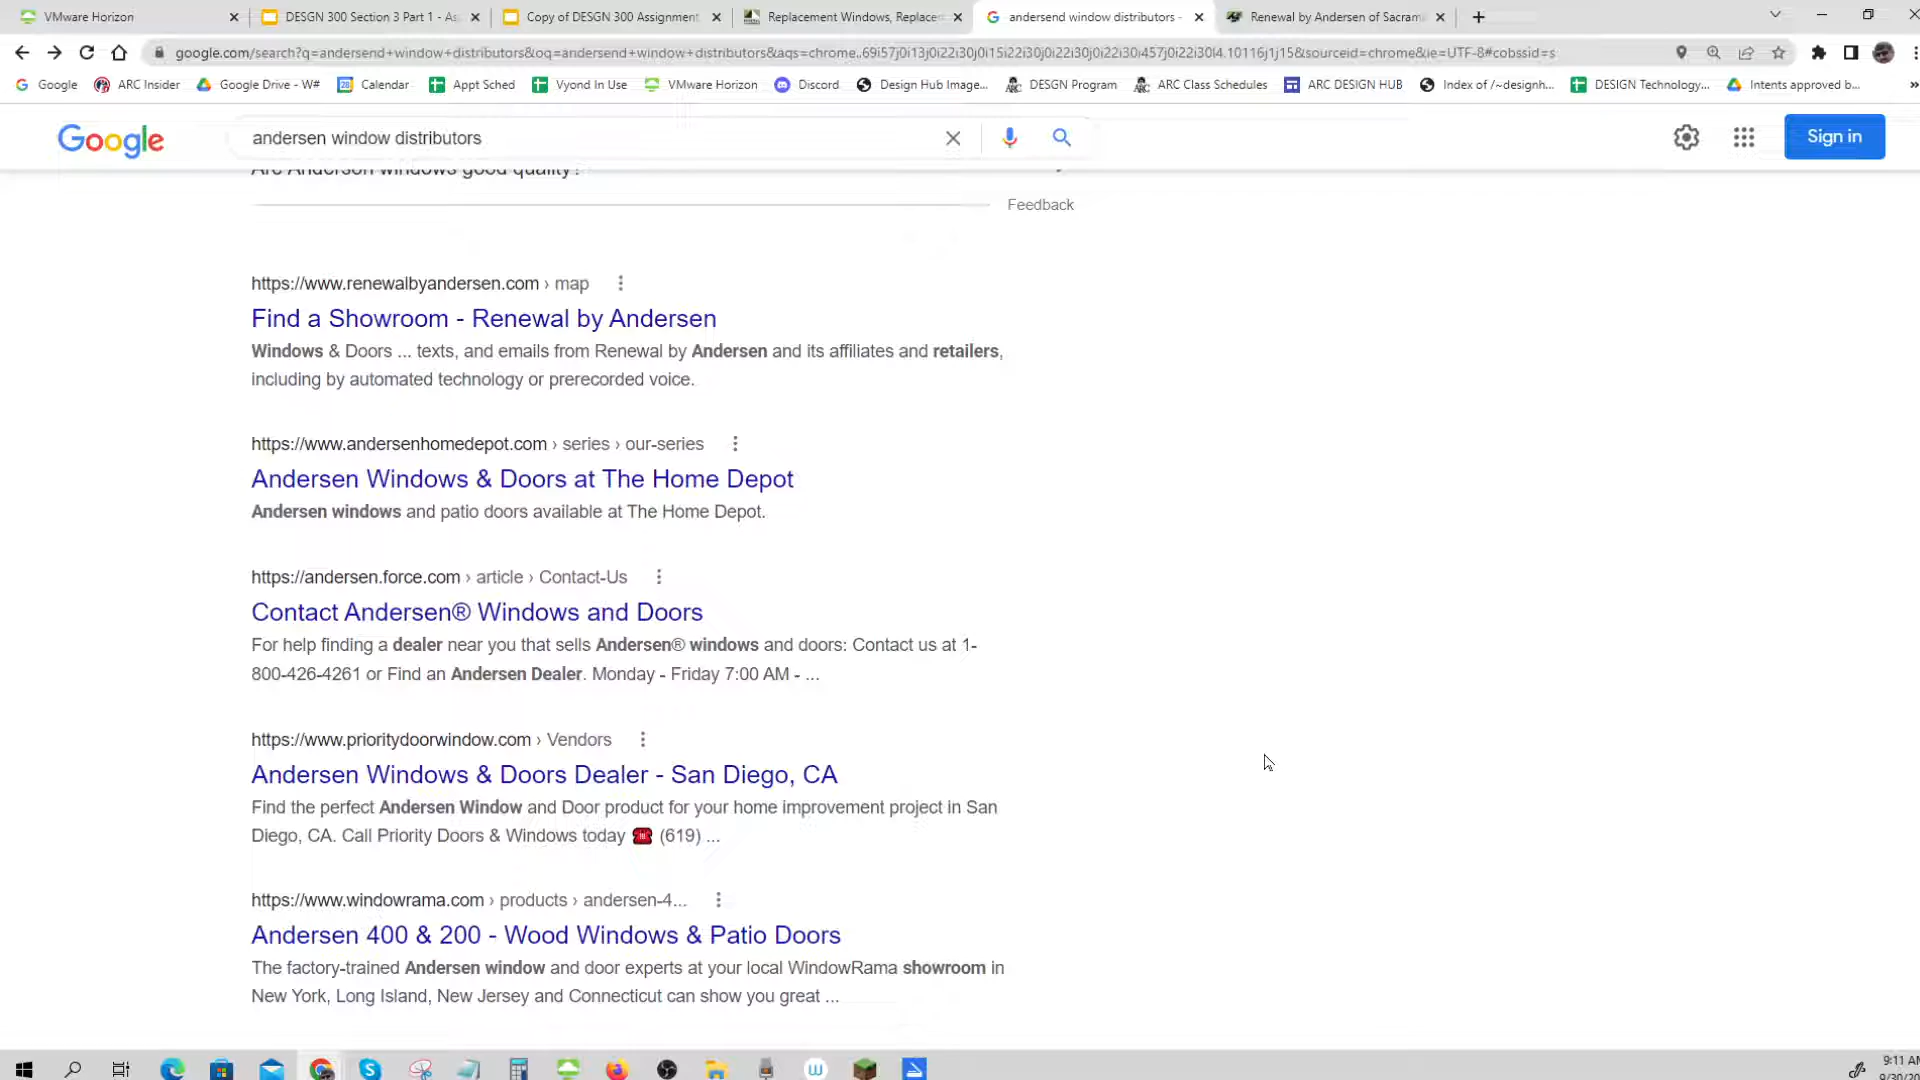 VMware Horizon
DESGN 300 Section 3 Part 1 - As
Copy of DESGN 300 Assignment
Replacement Windows, Replacer
andersend window distributors -
Renewal by Andersen of Sacram
google.com/search?q=andersend+window+distributors&oq=andersend+window+distributors&aqs=chrome..69i57j0i13j0i22i30j0i15i22i30j0i22i30i457j0i22i30l4.10116j1j15&sourceid=chrome&ie=UTF-8#cobssid=s
Google ARC Insider Google Drive - W# Calendar Appt Sched Vyond In Use VMware Horizon Discord Design Hub Image... DESGN Program ARC Class Schedules ARC DESIGN HUB Index of /~designh... DESIGN Technology... Intents approved b... »
Google andersen window distributors Sign in
Are Andersen windows good quality?
Feedback
https://www.renewalbyandersen.com › map
Find a Showroom - Renewal by Andersen
Windows & Doors ... texts, and emails from Renewal by Andersen and its affiliates and retailers,
including by automated technology or prerecorded voice.
https://www.andersenhomedepot.com › series › our-series
Andersen Windows & Doors at The Home Depot
Andersen windows and patio doors available at The Home Depot.
https://andersen.force.com › article › Contact-Us
Contact Andersen® Windows and Doors
For help finding a dealer near you that sells Andersen® windows and doors: Contact us at 1-
800-426-4261 or Find an Andersen Dealer. Monday - Friday 7:00 AM - ...
https://www.prioritydoorwindow.com › Vendors
Andersen Windows & Doors Dealer - San Diego, CA
Find the perfect Andersen Window and Door product for your home improvement project in San
Diego, CA. Call Priority Doors & Windows today ☎ (619) ...
https://www.windowrama.com › products › andersen-4...
Andersen 400 & 200 - Wood Windows & Patio Doors
The factory-trained Andersen window and door experts at your local WindowRama showroom in
New York, Long Island, New Jersey and Connecticut can show you great ...
9:11 AM
9/30/20